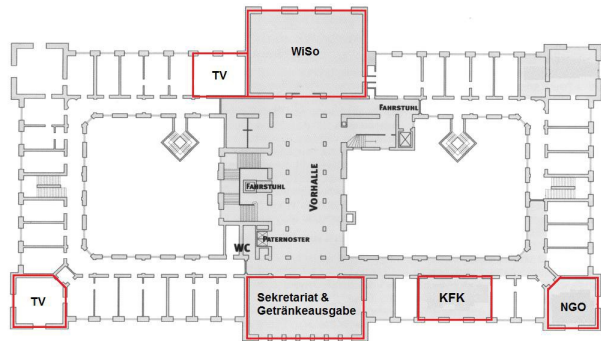 WiSo
TV
FAHRSTUHL
VORHALLE
FAHRSTUHL
WC
PATERNOSTER
TV
Sekretariat &
Getränkeausgabe
KFK
NGO